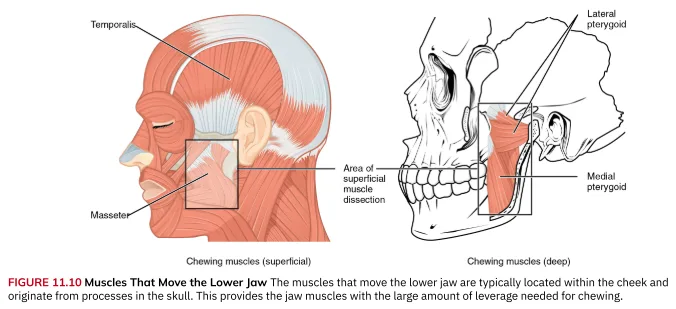 Temporalis
Masseter
Area of
superficial
muscle
dissection
Lateral
pterygoid
Medial
pterygoid
Chewing muscles (superficial)
Chewing muscles (deep)
FIGURE 11.10 Muscles That Move the Lower Jaw The muscles that move the lower jaw are typically located within the cheek and
originate from processes in the skull. This provides the jaw muscles with the large amount of leverage needed for chewing.